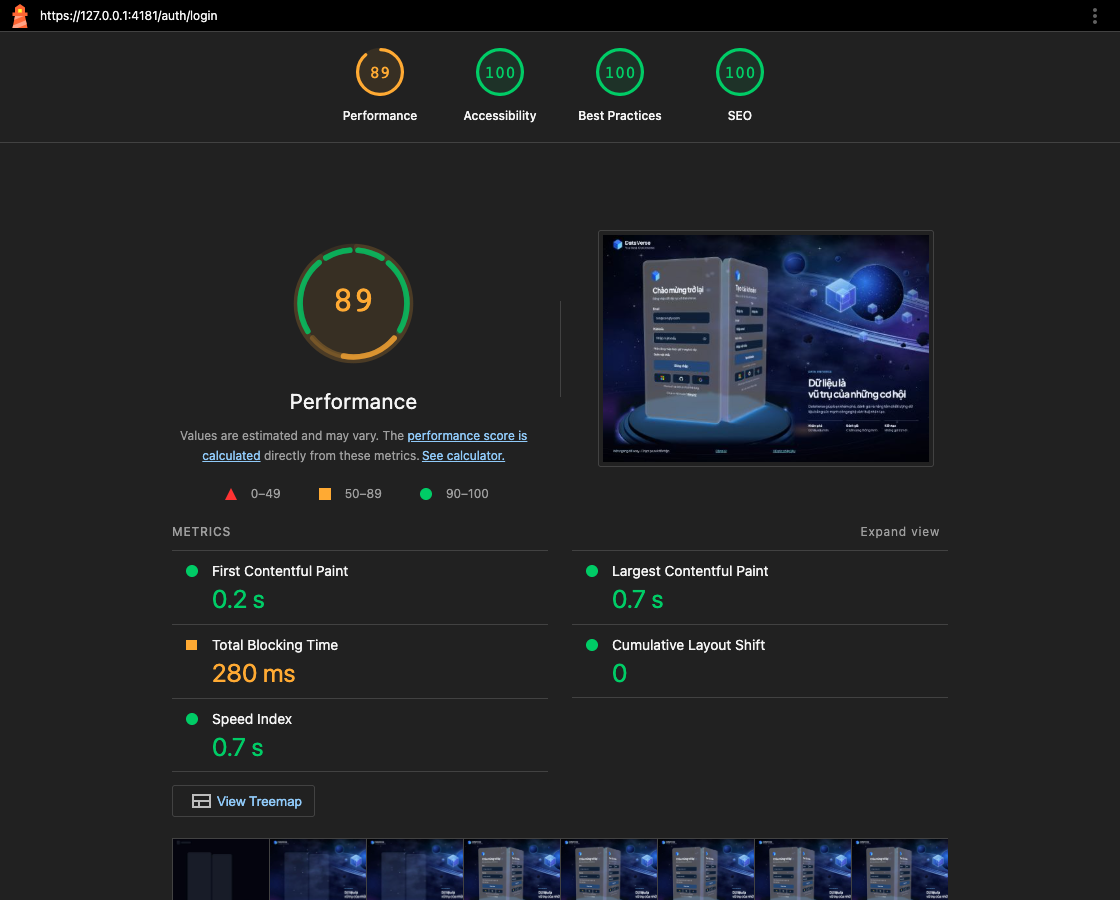 https://127.0.0.1:4181/auth/login
89
100
100
100
Performance
Accessibility
Best Practices
SEO
89
Performance
Values are estimated and may vary. The performance score is
calculated directly from these metrics. See calculator.
0–49
50–89
90–100
DataVerse
Chào mừng trở lại
Tạo tài khoản
Dữ liệu là
vũ trụ của những cơ hội
METRICS
Expand view
First Contentful Paint
0.2 s
Largest Contentful Paint
0.7 s
Total Blocking Time
280 ms
Cumulative Layout Shift
0
Speed Index
0.7 s
View Treemap